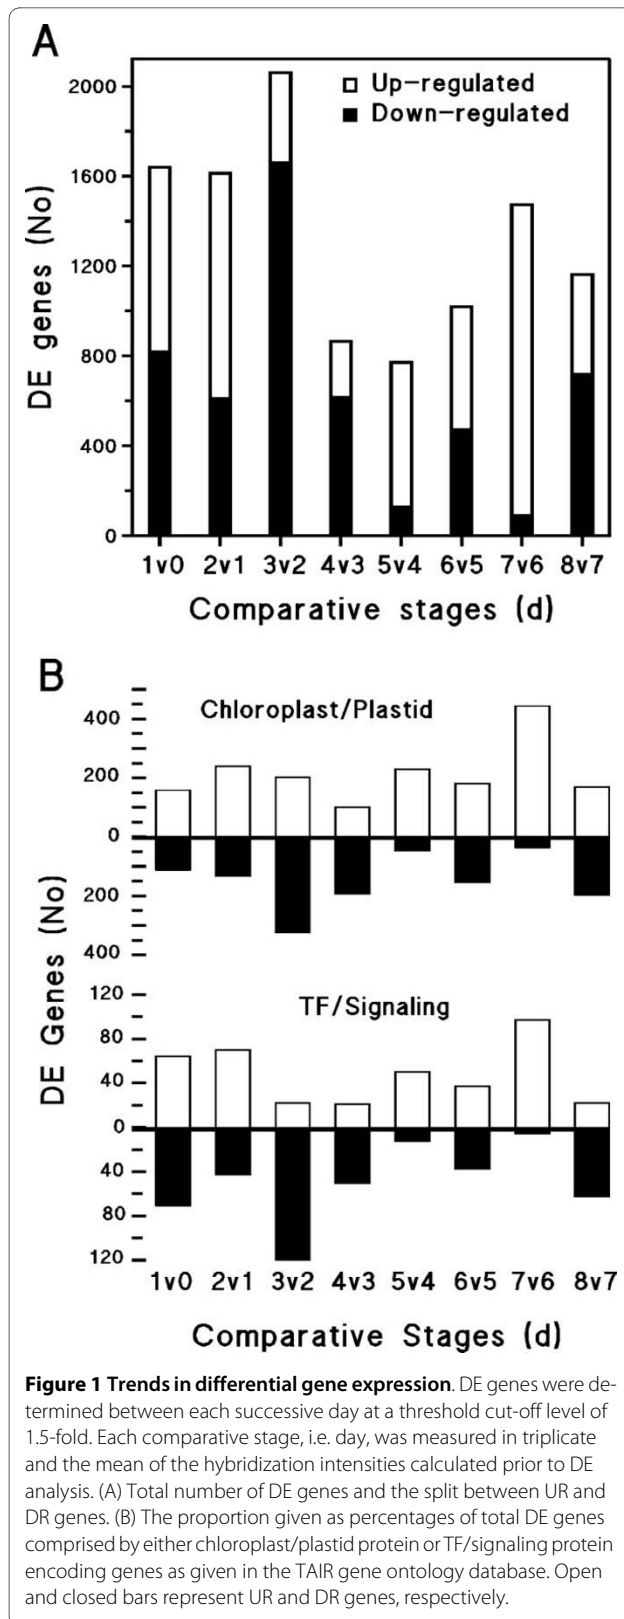 A
2000
1600
1200
800
400
0
DE genes (No)
Up-regulated
Down-regulated
1v0 2v1 3v2 4v3 5v4 6v5 7v6 8v7
Comparative stages (d)
B
Chloroplast/Plastid
400
200
0
200
400
DE Genes (No)
TF/Signaling
120
80
40
0
40
80
120
1v0 2v1 3v2 4v3 5v4 6v5 7v6 8v7
Comparative Stages (d)
Figure 1 Trends in differential gene expression. DE genes were de-
termined between each successive day at a threshold cut-off level of
1.5-fold. Each comparative stage, i.e. day, was measured in triplicate
and the mean of the hybridization intensities calculated prior to DE
analysis. (A) Total number of DE genes and the split between UR and
DR genes. (B) The proportion given as percentages of total DE genes
comprised by either chloroplast/plastid protein or TF/signaling protein
encoding genes as given in the TAIR gene ontology database. Open
and closed bars represent UR and DR genes, respectively.